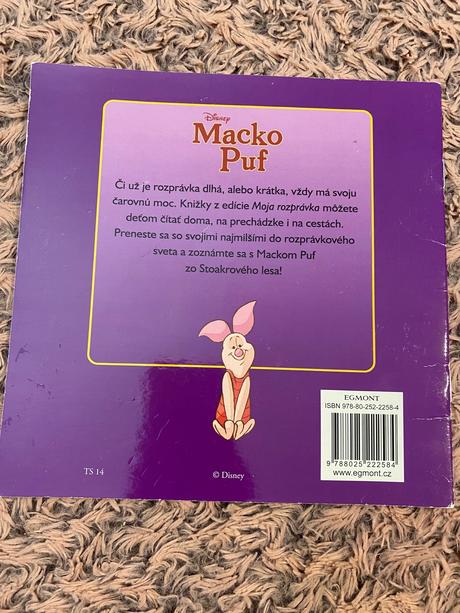 Disney
Macko
Puf
Či už je rozprávka dlhá, alebo krátka, vždy má svoju
čarovnú moc. Knižky z edície Moja rozprávka môžete
deťom čítať doma, na prechádzke i na cestách.
Preneste sa so svojimi najmilšími do rozprávkového
sveta a zoznámte sa s Mackom Puf
zo Stoakrového lesa!
EGMONT
ISBN 978-80-252-2258-4
9 788025 222584
www.egmont.cz
TS 14
© Disney